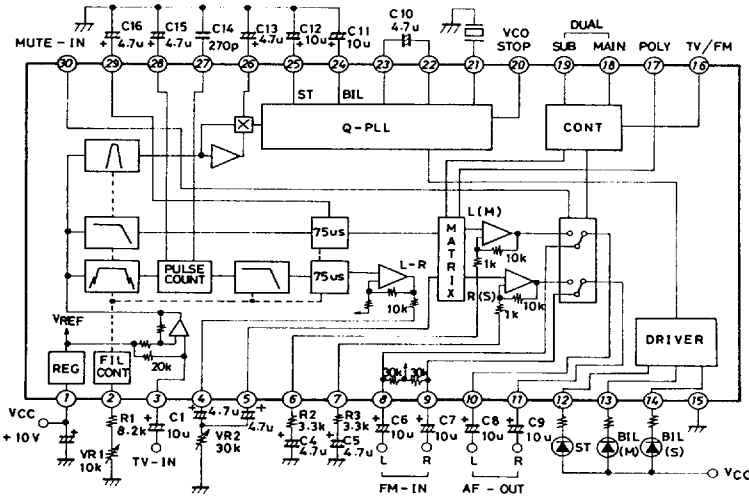 C16 C15 C14 C13 C12 C11 C10 VCO DUAL
4.7u 4.7u 270p 4.7u 10u 10u 4.7u STOP SUB MAIN POLY TV/FM
MUTE-IN
30 29 28 27 26 25 24 23 22 21 20 19 18 17 16
ST BIL
Q-PLL
CONT
75us
MATRIX
L(M)
10k
1k
PULSE COUNT
75us
L-R
10k
R(S)
10k
1k
VREF
20k
DRIVER
REG
FIL CONT
30k 30k
1 2 3 4 5 6 7 8 9 10 11 12 13 14 15
VCC
+10V
R1
8.2k
VR1
10k
C1
10u
TV-IN
4.7u
4.7u
VR2
30k
R2
3.3k
C4
4.7u
R3
3.3k
C5
4.7u
C6
10u
C7
10u
C8
10u
C9
10u
L R L R
FM-IN AF-OUT
ST
BIL
(M)
BIL
(S)
VCC